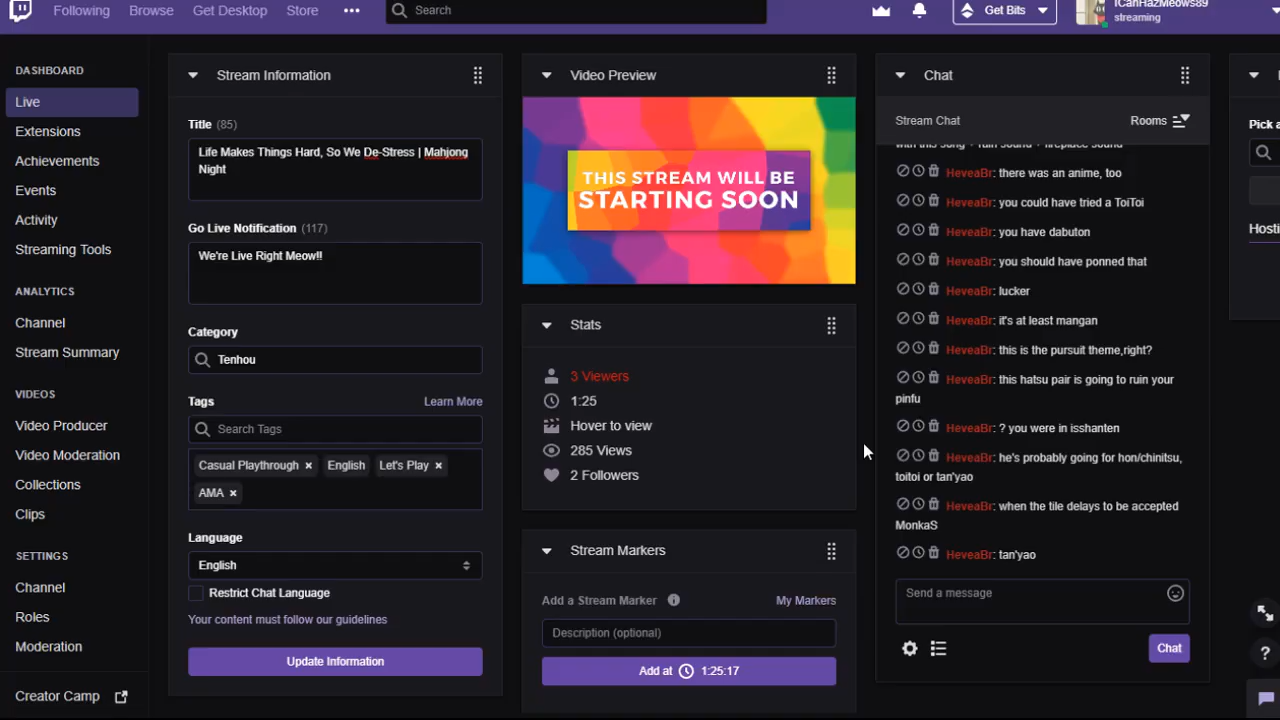 Following Browse Get Desktop Store ••• Search Get Bits ICanHazMeows89
streaming
DASHBOARD
Live
Extensions
Achievements
Events
Activity
Streaming Tools
ANALYTICS
Channel
Stream Summary
VIDEOS
Video Producer
Video Moderation
Collections
Clips
SETTINGS
Channel
Roles
Moderation
Creator Camp
Stream Information
Title (85)
Life Makes Things Hard, So We De-Stress | Mahjong
Night
Go Live Notification (117)
We're Live Right Meow!!
Category
Tenhou
Tags Learn More
Search Tags
Casual Playthrough × English Let's Play ×
AMA ×
Language
English
Restrict Chat Language
Your content must follow our guidelines
Update Information
Video Preview
THIS STREAM WILL BE
STARTING SOON
Stats
3 Viewers
1:25
Hover to view
285 Views
2 Followers
Stream Markers
Add a Stream Marker My Markers
Description (optional)
Add at 1:25:17
Chat
Stream Chat Rooms
with this song + rain sound + fireplace sound
HeveaBr: there was an anime, too
HeveaBr: you could have tried a ToiToi
HeveaBr: you have dabuton
HeveaBr: you should have ponned that
HeveaBr: lucker
HeveaBr: it's at least mangan
HeveaBr: this is the pursuit theme,right?
HeveaBr: this hatsu pair is going to ruin your
pinfu
HeveaBr: ? you were in isshanten
HeveaBr: he's probably going for hon/chinitsu,
toitoi or tan'yao
HeveaBr: when the tile delays to be accepted
MonkaS
HeveaBr: tan'yao
Send a message
Chat
Pick a
Hosti
?